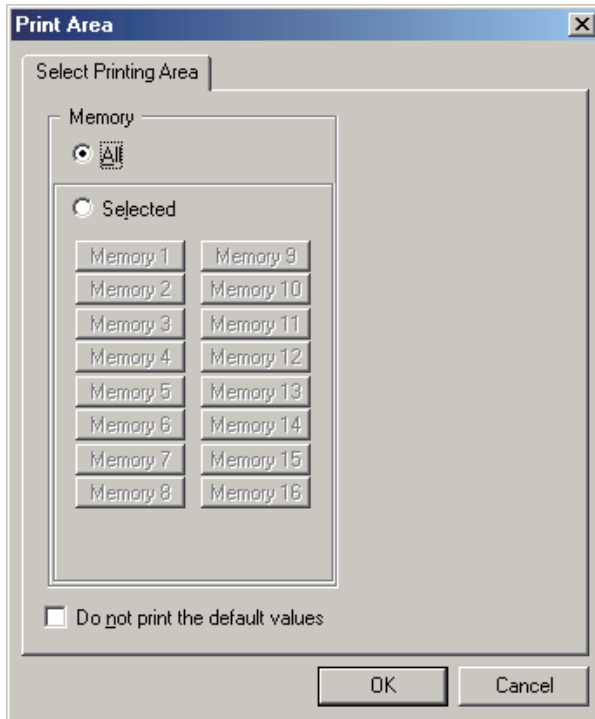 Print Area
Select Printing Area
Memory
All
Selected
Memory 1 Memory 9
Memory 2 Memory 10
Memory 3 Memory 11
Memory 4 Memory 12
Memory 5 Memory 13
Memory 6 Memory 14
Memory 7 Memory 15
Memory 8 Memory 16
Do not print the default values
OK Cancel